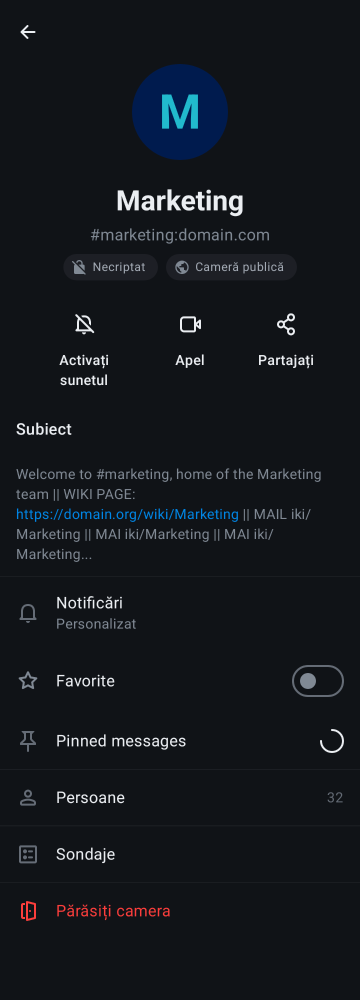 M
Marketing
#marketing:domain.com
Necriptat
Cameră publică
Activați
sunetul
Apel
Partajați
Subiect
Welcome to #marketing, home of the Marketing
team || WIKI PAGE:
https://domain.org/wiki/Marketing || MAIL iki/
Marketing || MAI iki/Marketing || MAI iki/
Marketing...
Notificări
Personalizat
Favorite
Pinned messages
Persoane 32
Sondaje
Părăsiți camera